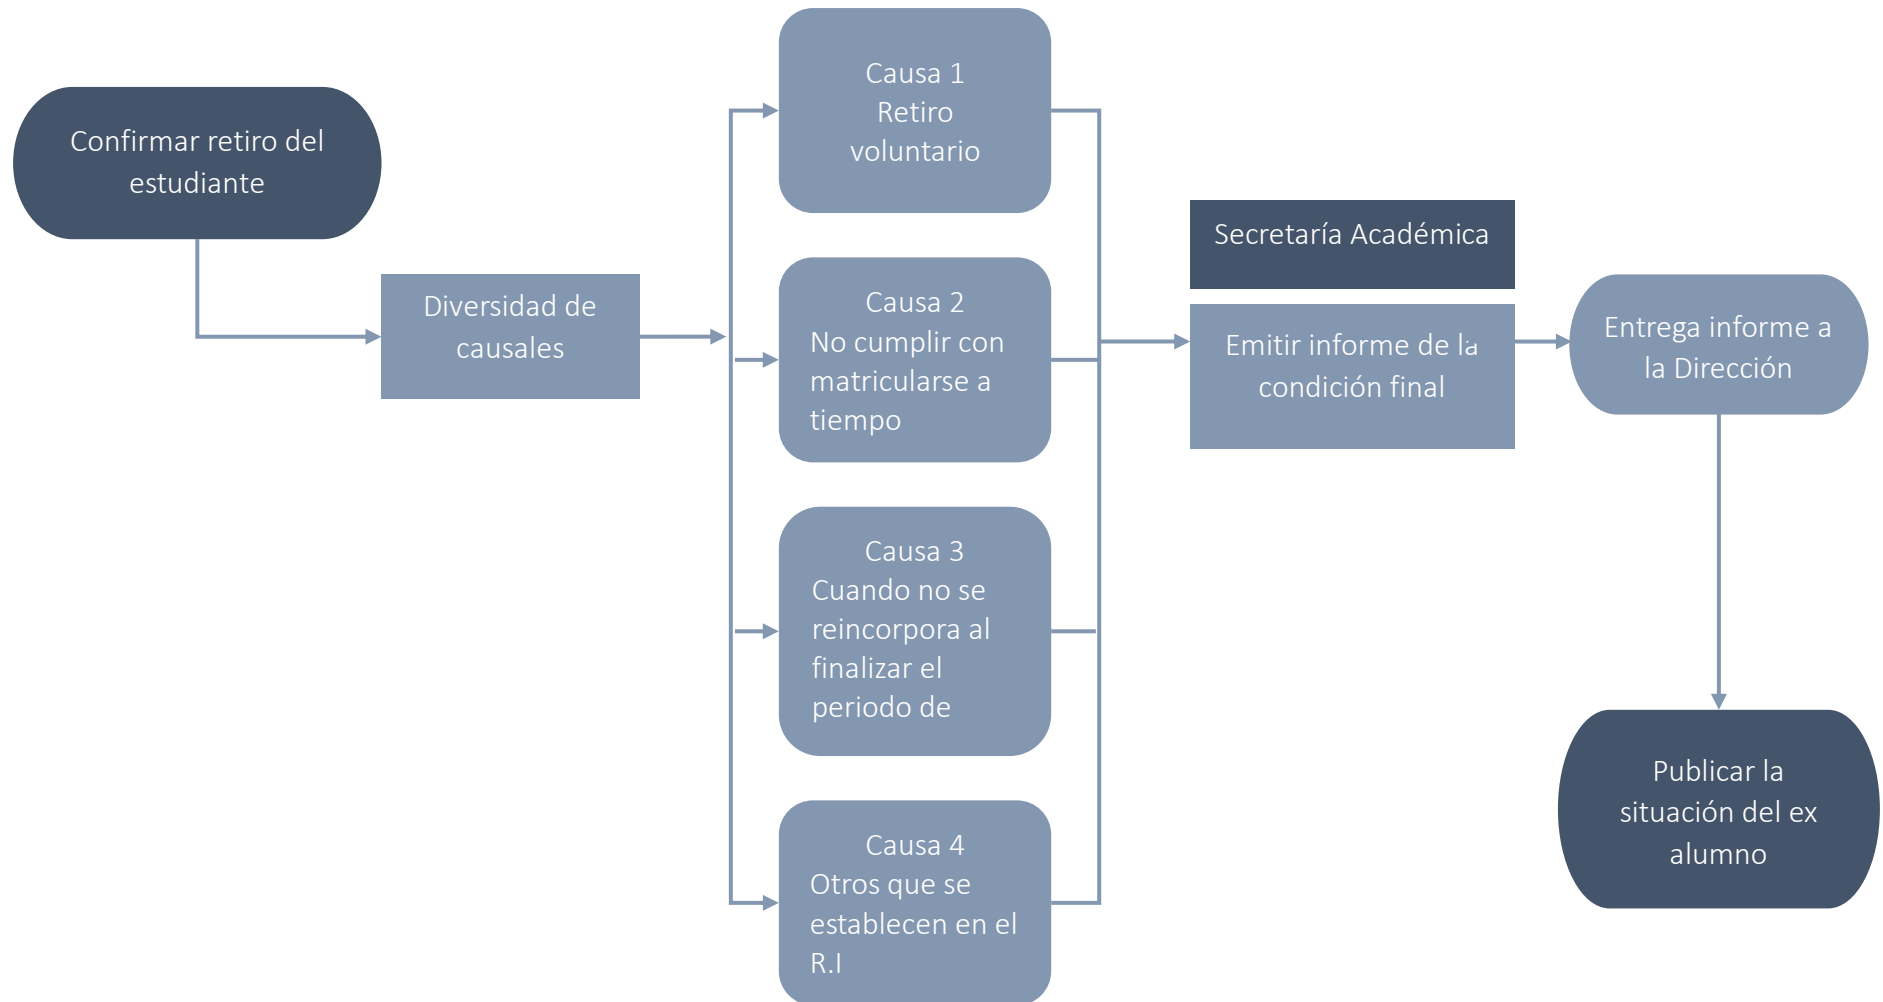 Confirmar retiro del
estudiante
Diversidad de
causales
Causa 1
Retiro
voluntario
Causa 2
No cumplir con
matricularse a
tiempo
Causa 3
Cuando no se
reincorpora al
finalizar el
periodo de
Causa 4
Otros que se
establecen en el
R.I
Secretaría Académica
Emitir informe de la
condición final
Entrega informe a
la Dirección
Publicar la
situación del ex
alumno